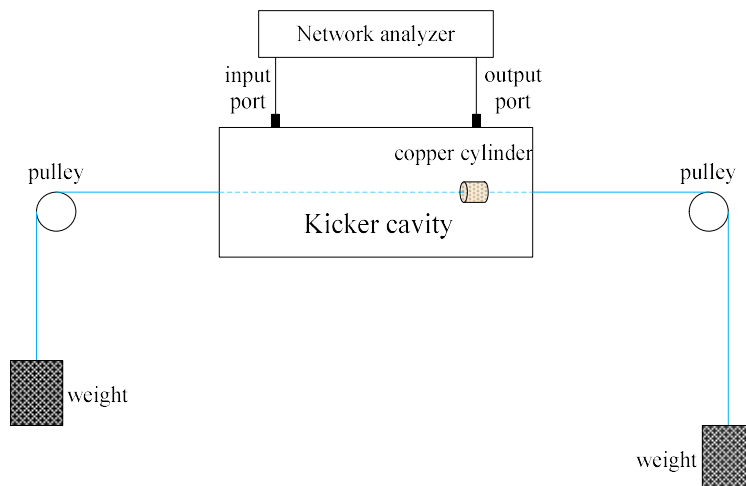 Network analyzer
input
port
output
port
copper cylinder
pulley
pulley
Kicker cavity
weight
weight